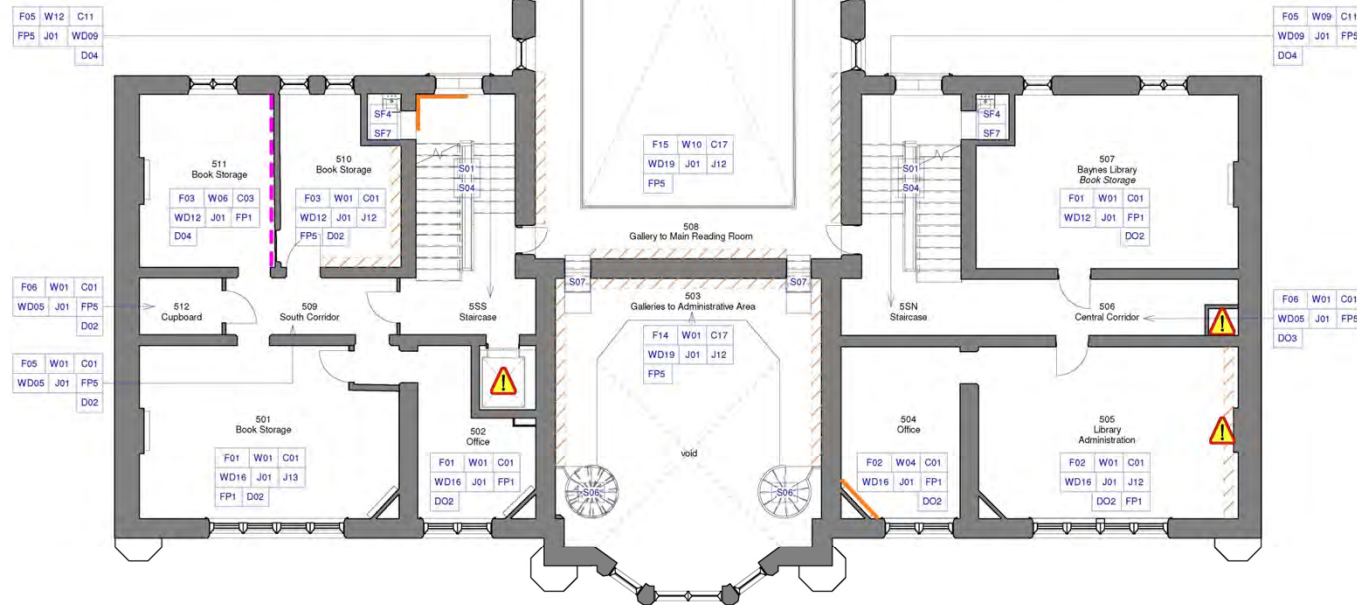 F05 W12 C11
FP5 J01 WD09
D04
F05 W09 C11
WD09 J01 FP5
DO4
SF4
SF7
SF4
SF7
511
Book Storage
F03 W06 C03
WD12 J01 FP1
D04
510
Book Storage
F03 W01 C01
WD12 J01 J12
FP5 D02
S01
S04
F15 W10 C17
WD19 J01 J12
FP5
508
Gallery to Main Reading Room
S01
S04
507
Baynes Library
Book Storage
F01 W01 C01
WD12 J01 FP1
DO2
F06 W01 C01
WD05 J01 FP5
D02
512
Cupboard
509
South Corridor
5SS
Staircase
S07
503
Galleries to Administrative Area
S07
F14 W01 C17
WD19 J01 J12
FP5
5SN
Staircase
506
Central Corridor
F06 W01 C01
WD05 J01 FP5
DO3
F05 W01 C01
WD05 J01 FP5
D02
501
Book Storage
F01 W01 C01
WD16 J01 J13
FP1 D02
502
Office
F01 W01 C01
WD16 J01 FP1
DO2
S06
void
S06
504
Office
F02 W04 C01
WD16 J01 FP1
DO2
505
Library
Administration
F02 W01 C01
WD16 J01 J12
DO2 FP1